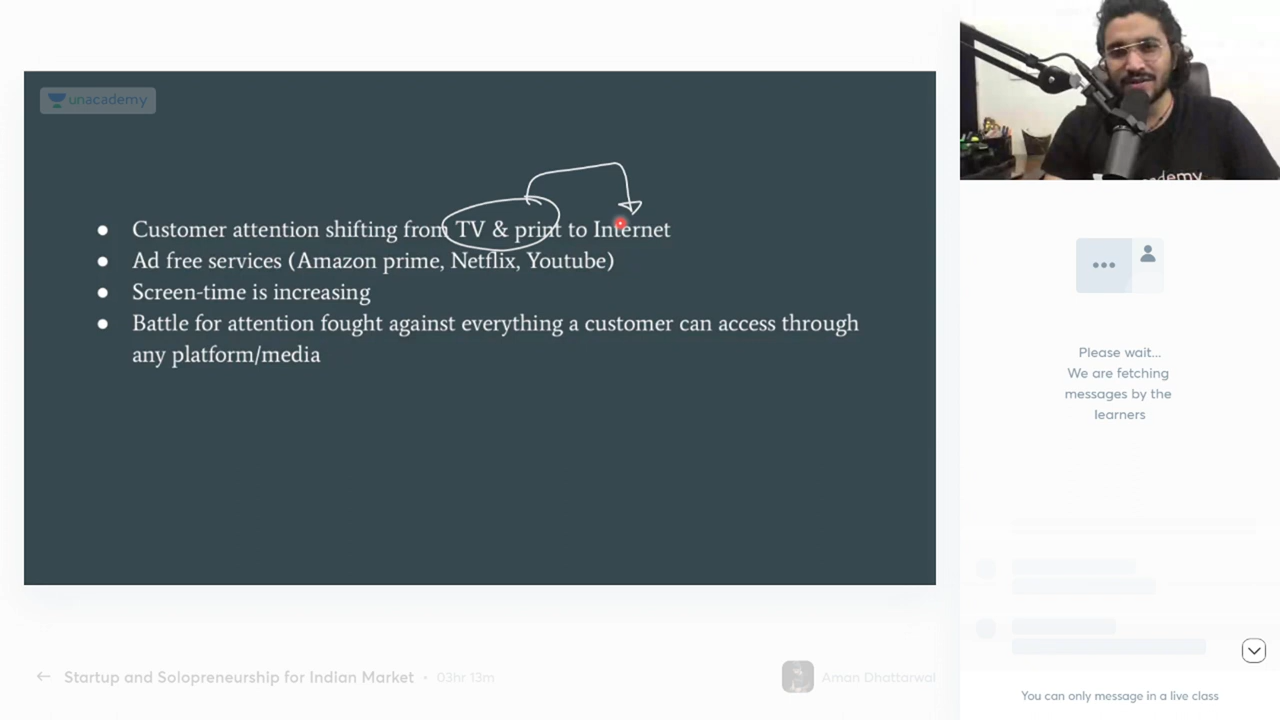 unacademy
● Customer attention shifting from TV & print to Internet
● Ad free services (Amazon prime, Netflix, Youtube)
● Screen-time is increasing
● Battle for attention fought against everything a customer can access through
any platform/media
academy
Please wait...
We are fetching
messages by the
learners
← Startup and Solopreneurship for Indian Market • 03hr 13m
Aman Dhattarwal
You can only message in a live class